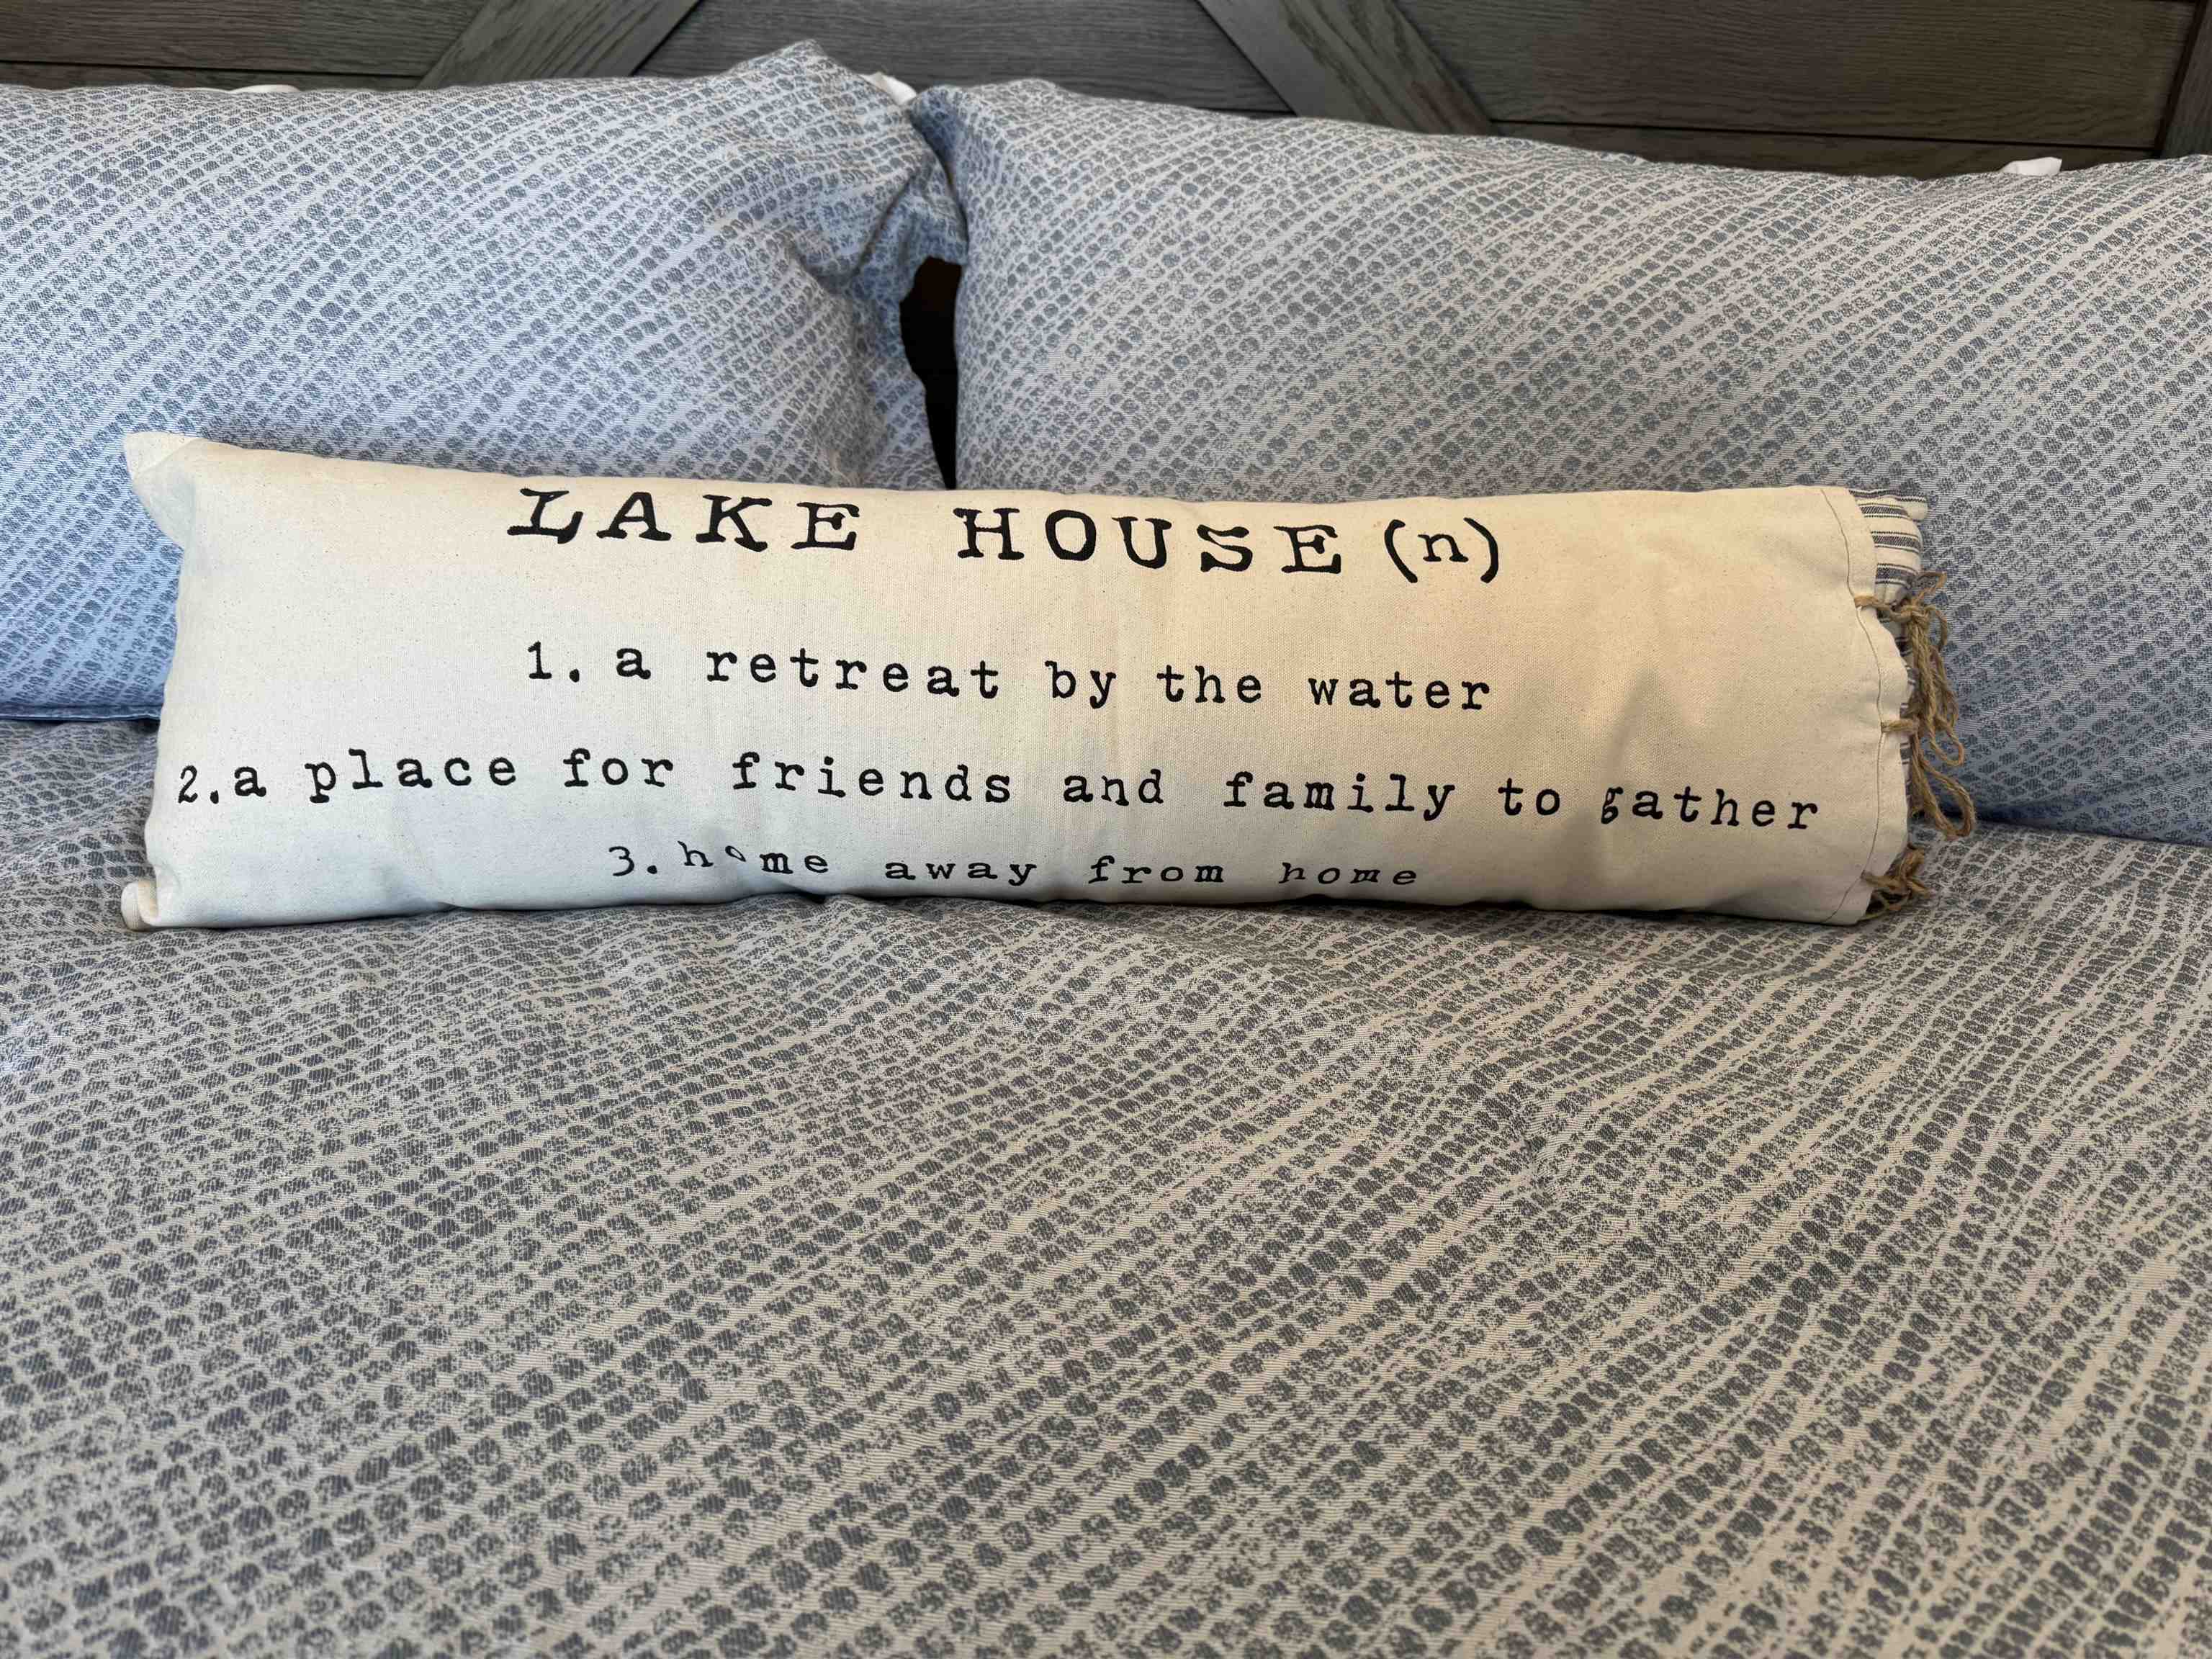 LAKE HOUSE (n)
1. a retreat by the water
2. a place for friends and family to gather
3. home away from home